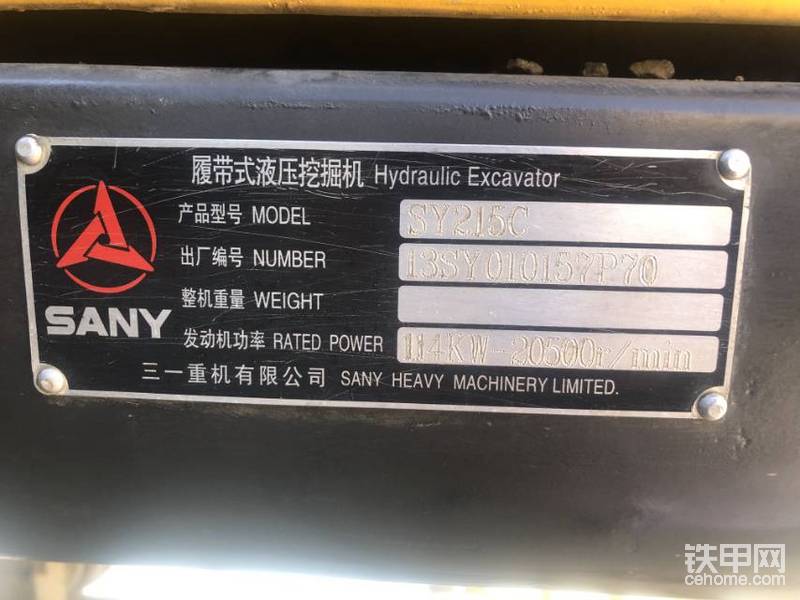 履带式液压挖掘机 Hydraulic Excavator
产品型号 MODEL SY215C
出厂编号 NUMBER 13SY010157P70
整机重量 WEIGHT
发动机功率 RATED POWER 114KW-20500r/min
SANY
三一重机有限公司 SANY HEAVY MACHINERY LIMITED.
铁甲网
cehome.com